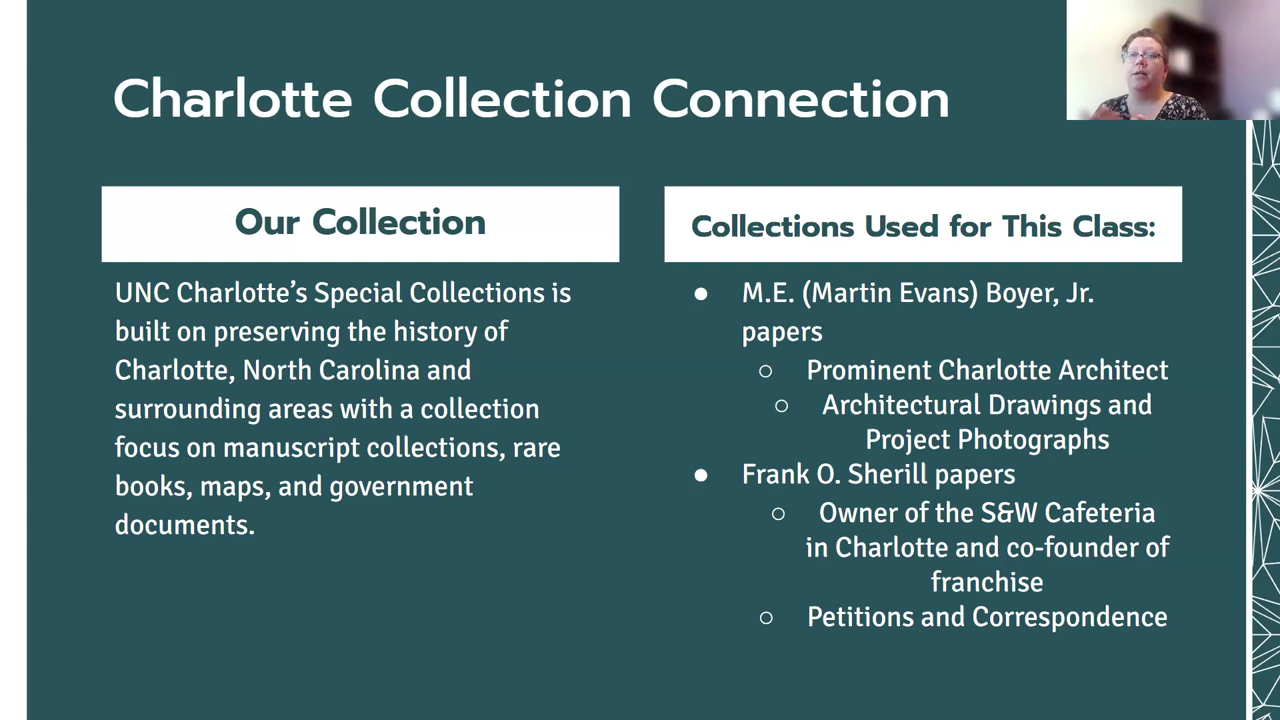 Charlotte Collection Connection
Our Collection
UNC Charlotte’s Special Collections is
built on preserving the history of
Charlotte, North Carolina and
surrounding areas with a collection
focus on manuscript collections, rare
books, maps, and government
documents.
Collections Used for This Class:
● M.E. (Martin Evans) Boyer, Jr.
papers
○ Prominent Charlotte Architect
○ Architectural Drawings and
Project Photographs
● Frank O. Sherill papers
○ Owner of the S&W Cafeteria
in Charlotte and co-founder of
franchise
○ Petitions and Correspondence